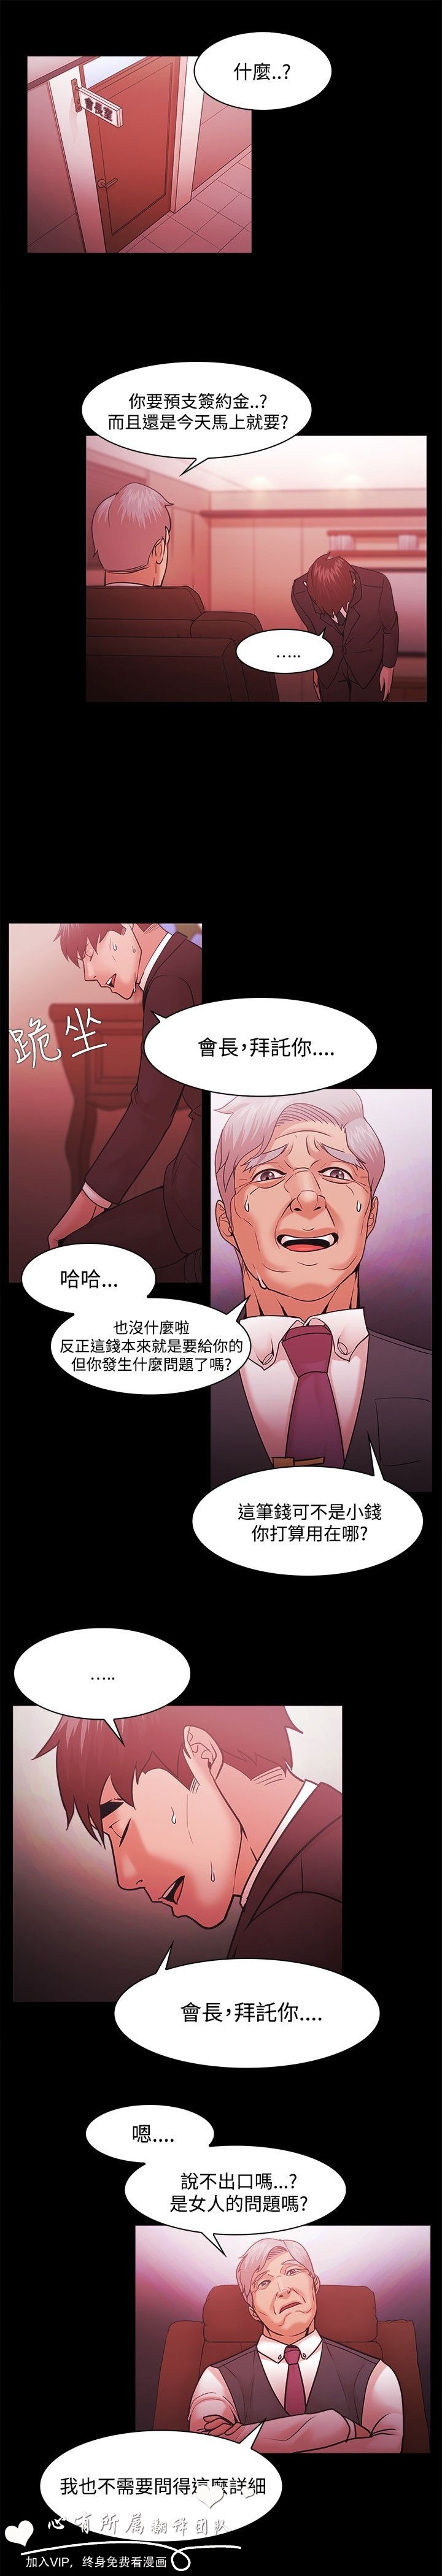 什麼..?
會長室
你要預支簽約金..?
而且還是今天馬上就要?
.....
跪坐
會長,拜託你....
哈哈...
也沒什麼啦
反正這錢本來就是要給你的
但你發生什麼問題了嗎?
這筆錢可不是小錢
你打算用在哪?
.....
會長,拜託你....
嗯....
說不出口嗎...?
是女人的問題嗎?
我也不需要問得這麼詳細
心有所属翻译团队
加入VIP，终身免费看漫画